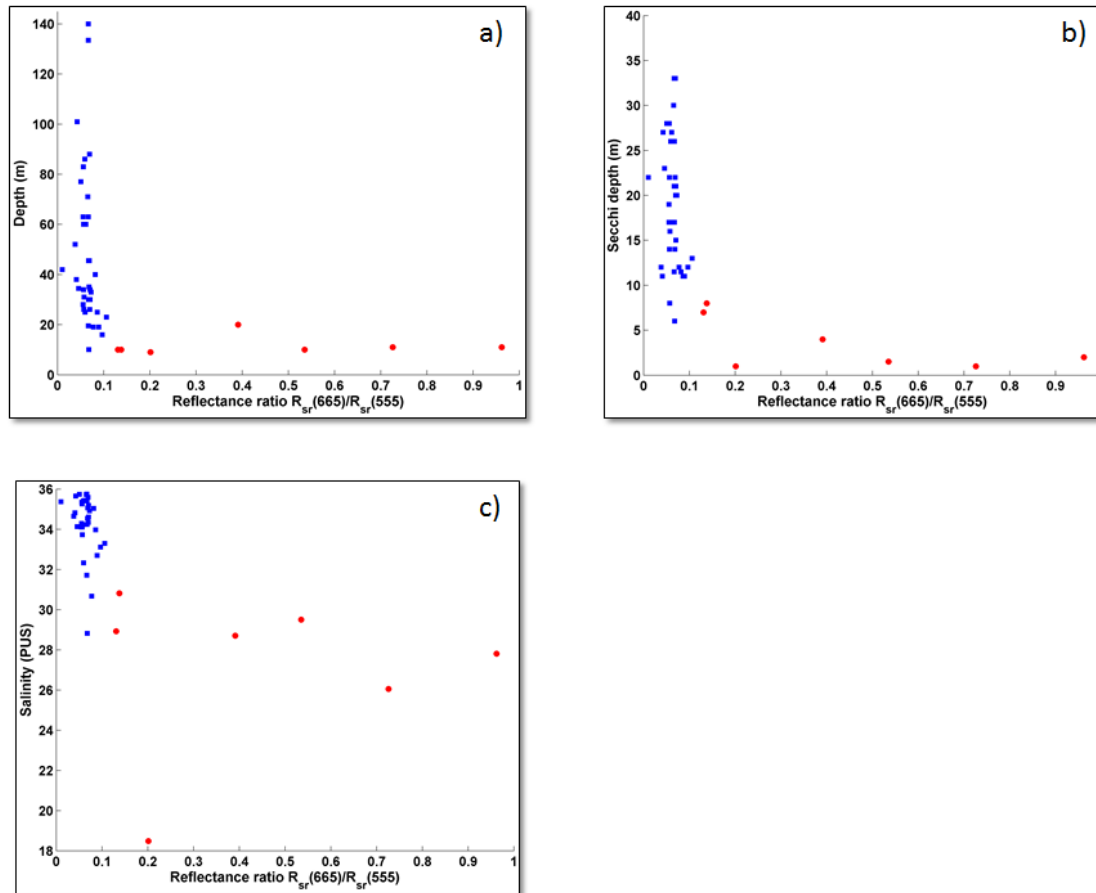 a)
140
120
100
80
60
40
20
0
Depth (m)
0 0.1 0.2 0.3 0.4 0.5 0.6 0.7 0.8 0.9 1
Reflectance ratio Rsr(665)/Rsr(555)
b)
40
35
30
25
20
15
10
5
0
Secchi depth (m)
0 0.1 0.2 0.3 0.4 0.5 0.6 0.7 0.8 0.9
Reflectance ratio Rsr(665)/Rsr(555)
c)
36
34
32
30
28
26
24
22
20
18
Salinity (PUS)
0 0.1 0.2 0.3 0.4 0.5 0.6 0.7 0.8 0.9 1
Reflectance ratio Rsr(665)/Rsr(555)